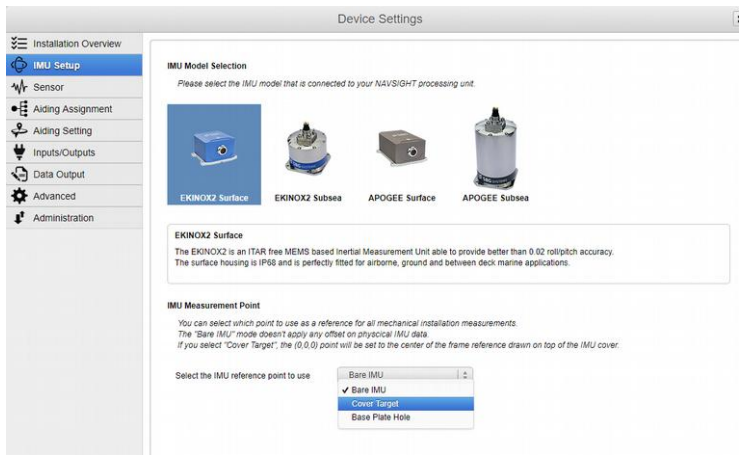 Device Settings
Installation Overview
IMU Setup
Sensor
Aiding Assignment
Aiding Setting
Inputs/Outputs
Data Output
Advanced
Administration
IMU Model Selection
Please select the IMU model that is connected to your NAVSIGHT processing unit.
EKINOX2 Surface
EKINOX2 Subsea
APOGEE Surface
APOGEE Subsea
EKINOX2 Surface
The EKINOX2 is an ITAR free MEMS based Inertial Measurement Unit able to provide better than 0.02 roll/pitch accuracy.
The surface housing is IP68 and is perfectly fitted for airborne, ground and between deck marine applications.
IMU Measurement Point
You can select which point to use as a reference for all mechanical installation measurements.
The "Bare IMU" mode doesn't apply any offset on physcical IMU data.
If you select "Cover Target", the (0,0,0) point will be set to the center of the frame reference drawn on top of the IMU cover.
Select the IMU reference point to use
Bare IMU
✓ Bare IMU
Cover Target
Base Plate Hole